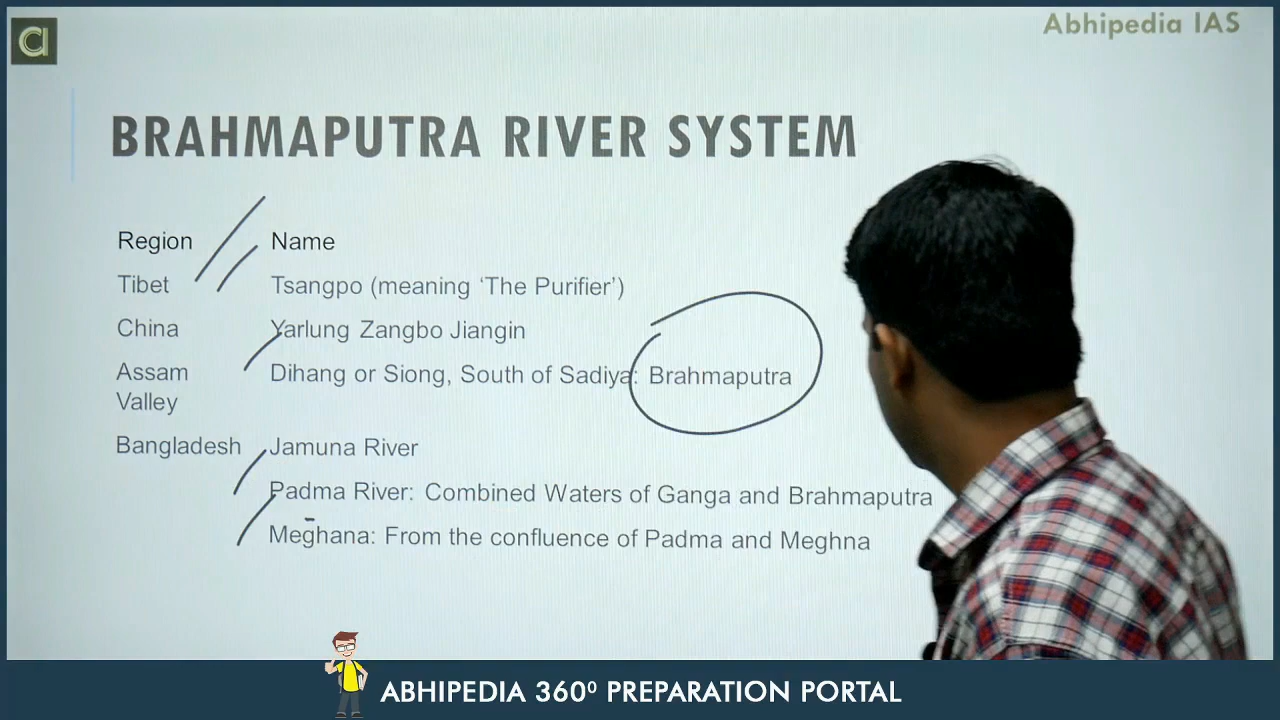 Abhipedia IAS
BRAHMAPUTRA RIVER SYSTEM
Region Name
Tibet Tsangpo (meaning ‘The Purifier’)
China Yarlung Zangbo Jiangin
Assam Valley Dihang or Siong, South of Sadiya: Brahmaputra
Bangladesh Jamuna River
Padma River: Combined Waters of Ganga and Brahmaputra
Meghana: From the confluence of Padma and Meghna
ABHIPEDIA 360⁰ PREPARATION PORTAL